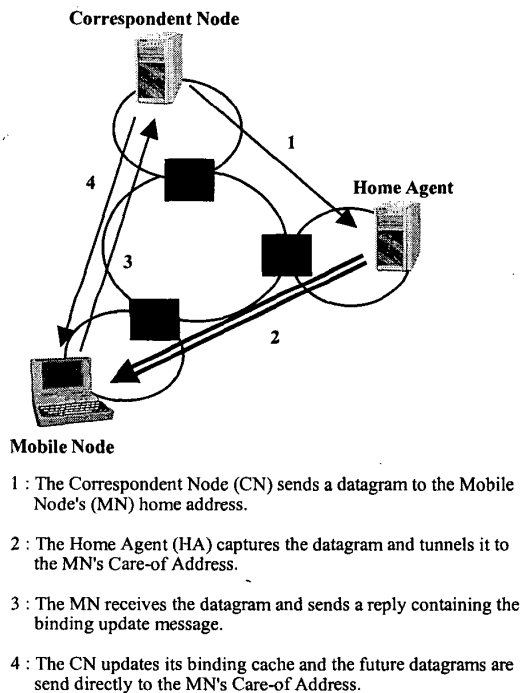 Correspondent Node
1
Home Agent
4
3
2
Mobile Node
1 : The Correspondent Node (CN) sends a datagram to the Mobile
Node's (MN) home address.
2 : The Home Agent (HA) captures the datagram and tunnels it to
the MN's Care-of Address.
3 : The MN receives the datagram and sends a reply containing the
binding update message.
4 : The CN updates its binding cache and the future datagrams are
send directly to the MN's Care-of Address.